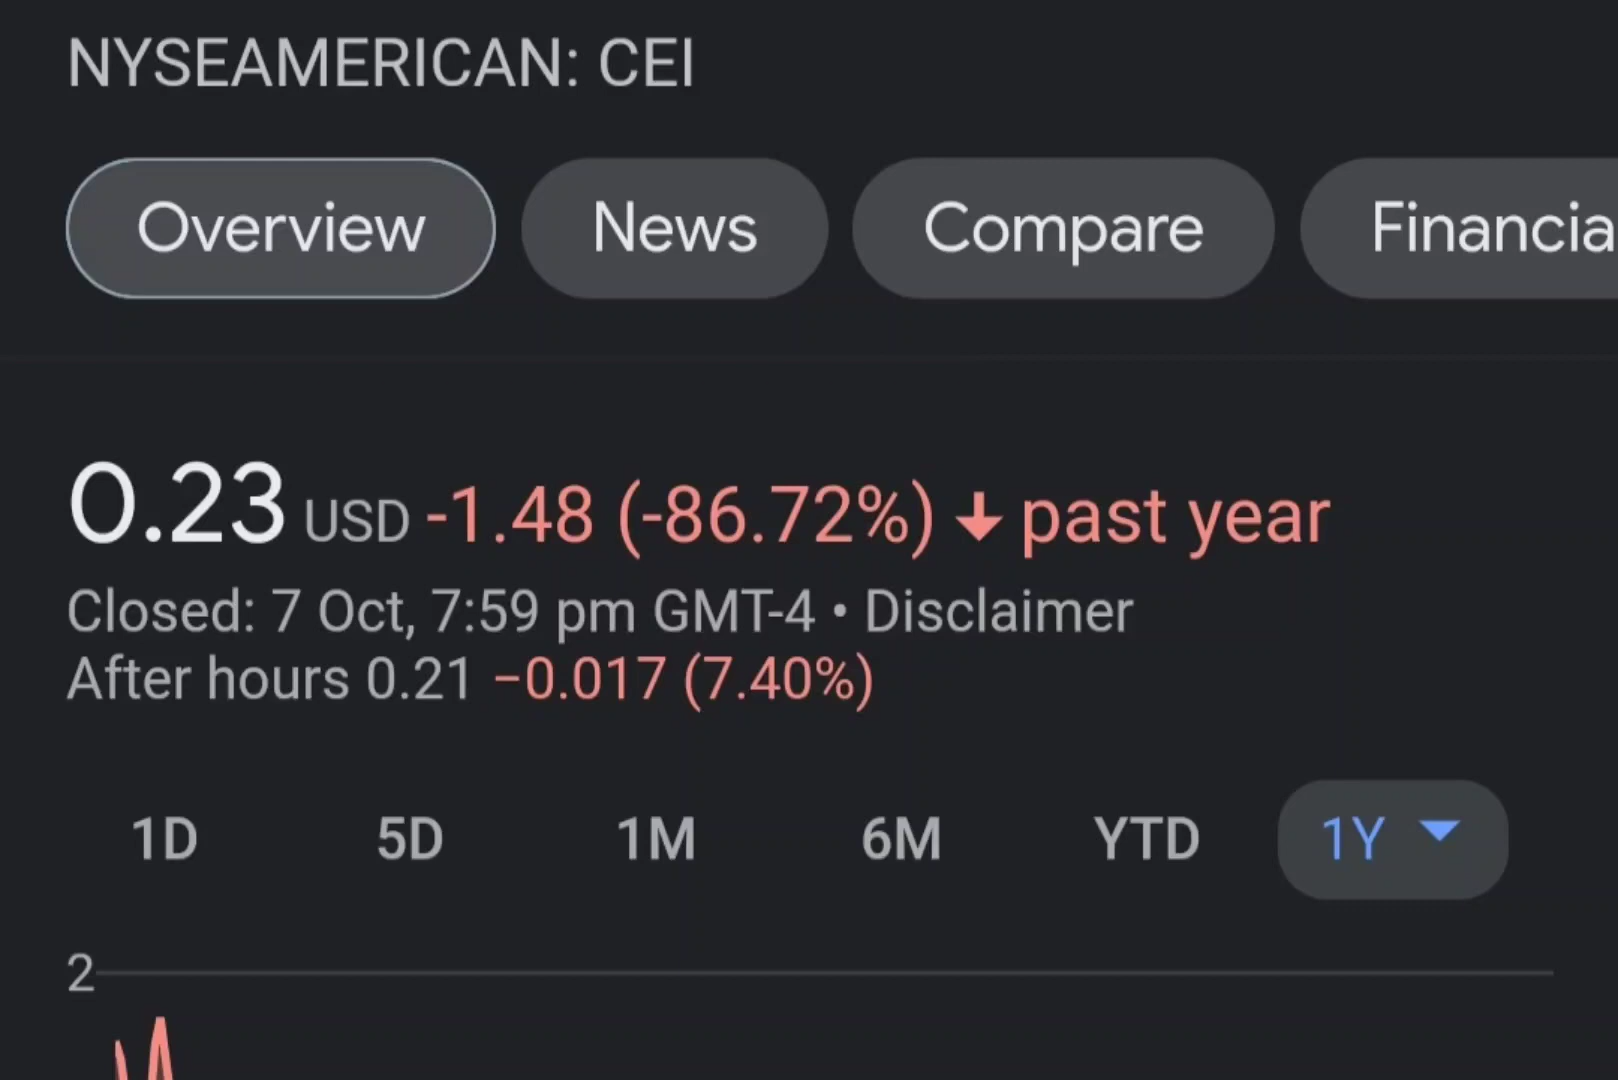 NYSEAMERICAN: CEI
Overview News Compare Financia
0.23 USD -1.48 (-86.72%) ↓ past year
Closed: 7 Oct, 7:59 pm GMT-4 • Disclaimer
After hours 0.21 −0.017 (7.40%)
1D 5D 1M 6M YTD 1Y
2